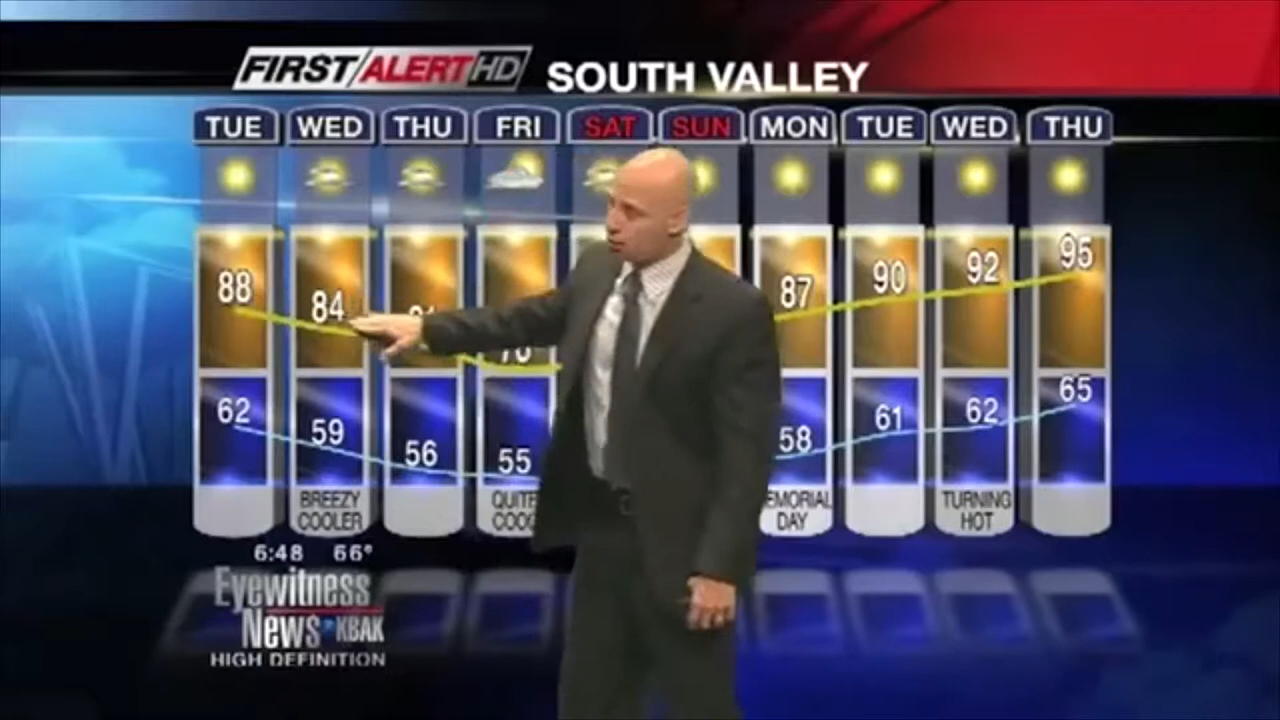 FIRST/ALERT HD SOUTH VALLEY
TUE WED THU FRI SAT SUN MON TUE WED THU
88 84 87 90 92 95
62 59 56 55 58 61 62 65
BREEZY
COOLER
TURNING
HOT
DAY
6:48 66°
Eyewitness
News KBAK
HIGH DEFINITION